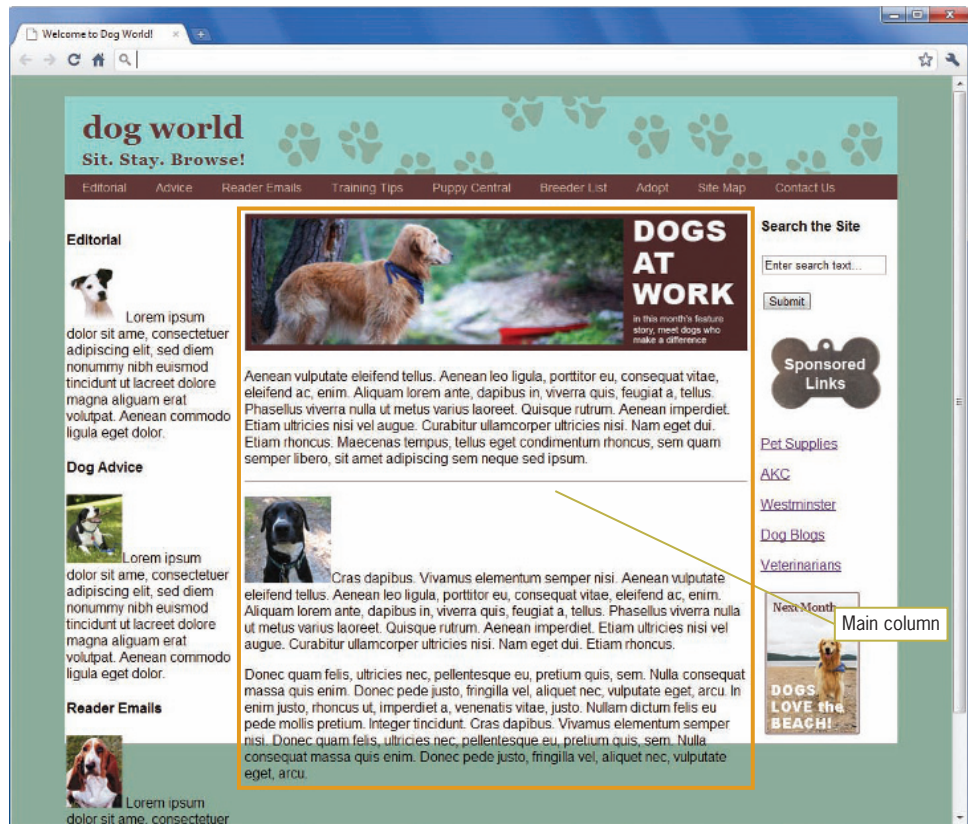 Welcome to Dog World!
dog world
Sit. Stay. Browse!
Editorial Advice Reader Emails Training Tips Puppy Central Breeder List Adopt Site Map Contact Us
Editorial
Lorem ipsum
dolor sit ame, consectetuer
adipiscing elit, sed diem
nonummy nibh euismod
tincidunt ut lacreet dolore
magna aliguam erat
volutpat. Aenean commodo
ligula eget dolor.
Dog Advice
Lorem ipsum
dolor sit ame, consectetuer
adipiscing elit, sed diem
nonummy nibh euismod
tincidunt ut lacreet dolore
magna aliguam erat
volutpat. Aenean commodo
ligula eget dolor.
Reader Emails
Lorem ipsum
dolor sit ame, consectetuer
DOGS
AT
WORK
in this month's feature
story, meet dogs who
make a difference
Aenean vulputate eleifend tellus. Aenean leo ligula, porttitor eu, consequat vitae,
eleifend ac, enim. Aliquam lorem ante, dapibus in, viverra quis, feugiat a, tellus.
Phasellus viverra nulla ut metus varius laoreet. Quisque rutrum. Aenean imperdiet.
Etiam ultricies nisi vel augue. Curabitur ullamcorper ultricies nisi. Nam eget dui.
Etiam rhoncus. Maecenas tempus, tellus eget condimentum rhoncus, sem quam
semper libero, sit amet adipiscing sem neque sed ipsum.
Cras dapibus. Vivamus elementum semper nisi. Aenean vulputate
eleifend tellus. Aenean leo ligula, porttitor eu, consequat vitae, eleifend ac, enim.
Aliquam lorem ante, dapibus in, viverra quis, feugiat a, tellus. Phasellus viverra nulla
ut metus varius laoreet. Quisque rutrum. Aenean imperdiet. Etiam ultricies nisi vel
augue. Curabitur ullamcorper ultricies nisi. Nam eget dui. Etiam rhoncus.
Donec quam felis, ultricies nec, pellentesque eu, pretium quis, sem. Nulla consequat
massa quis enim. Donec pede justo, fringilla vel, aliquet nec, vulputate eget, arcu. In
enim justo, rhoncus ut, imperdiet a, venenatis vitae, justo. Nullam dictum felis eu
pede mollis pretium. Integer tincidunt. Cras dapibus. Vivamus elementum semper
nisi. Donec quam felis, ultricies nec, pellentesque eu, pretium quis, sem. Nulla
consequat massa quis enim. Donec pede justo, fringilla vel, aliquet nec, vulputate
eget, arcu.
Search the Site
Enter search text...
Submit
Sponsored
Links
Pet Supplies
AKC
Westminster
Dog Blogs
Veterinarians
Next Month
DOGS
LOVE the
BEACH!
Main column